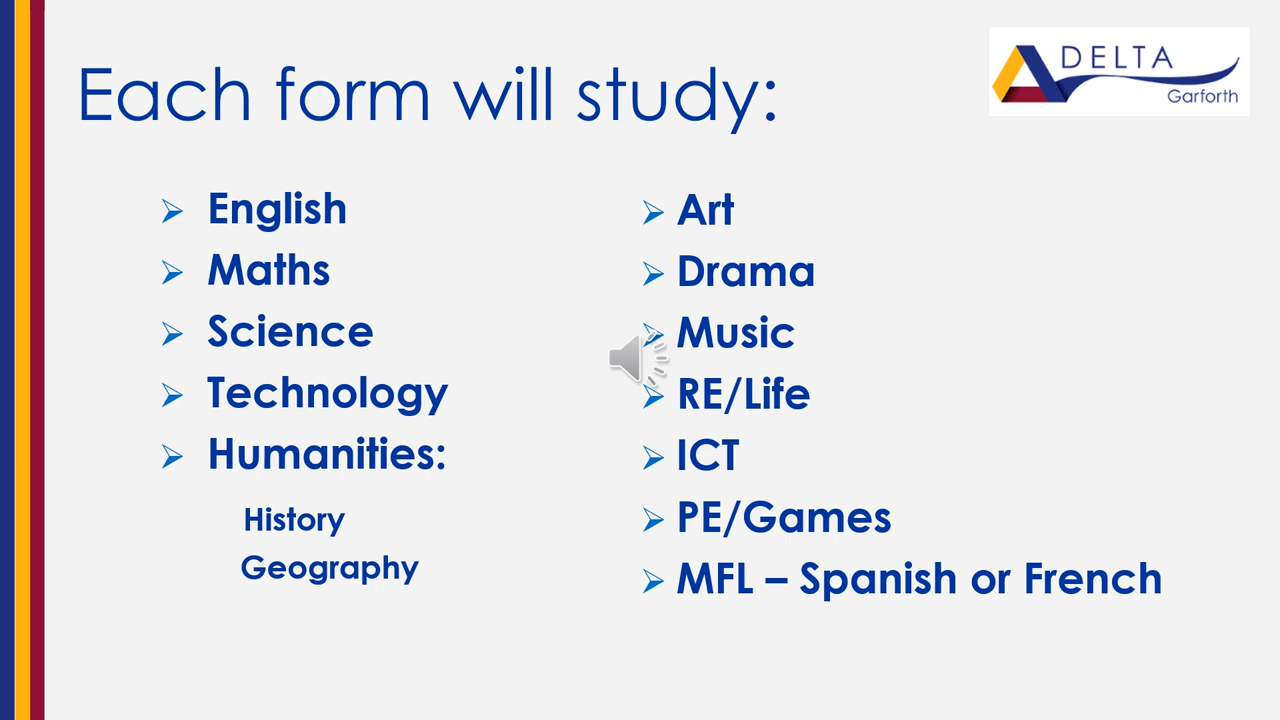 Each form will study:
DELTA
Garforth
English
Maths
Science
Technology
Humanities:
History
Geography
Art
Drama
Music
RE/Life
ICT
PE/Games
MFL – Spanish or French